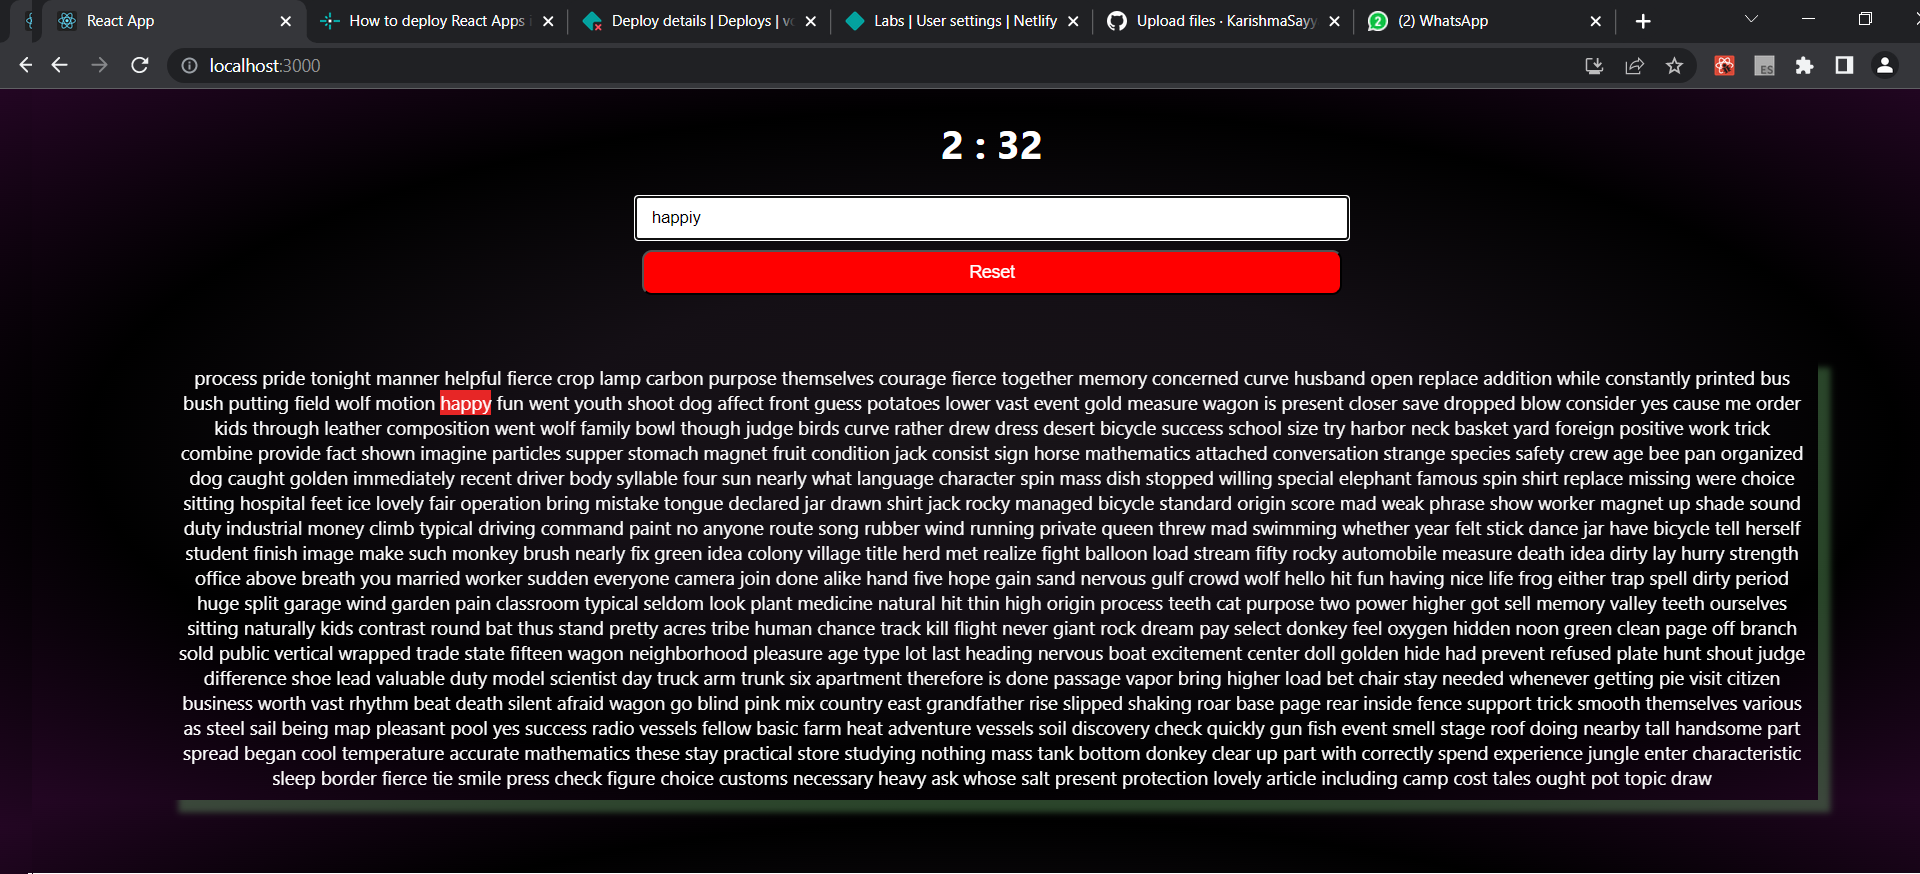 React App
How to deploy React Apps
Deploy details | Deploys |
Labs | User settings | Netlify
Upload files · KarishmaSayy
2 (2) WhatsApp
localhost:3000
ES
2 : 32
happiy
Reset
process pride tonight manner helpful fierce crop lamp carbon purpose themselves courage fierce together memory concerned curve husband open replace addition while constantly printed bus
bush putting field wolf motion happy fun went youth shoot dog affect front guess potatoes lower vast event gold measure wagon is present closer save dropped blow consider yes cause me order
kids through leather composition went wolf family bowl though judge birds curve rather drew dress desert bicycle success school size try harbor neck basket yard foreign positive work trick
combine provide fact shown imagine particles supper stomach magnet fruit condition jack consist sign horse mathematics attached conversation strange species safety crew age bee pan organized
dog caught golden immediately recent driver body syllable four sun nearly what language character spin mass dish stopped willing special elephant famous spin shirt replace missing were choice
sitting hospital feet ice lovely fair operation bring mistake tongue declared jar drawn shirt jack rocky managed bicycle standard origin score mad weak phrase show worker magnet up shade sound
duty industrial money climb typical driving command paint no anyone route song rubber wind running private queen threw mad swimming whether year felt stick dance jar have bicycle tell herself
student finish image make such monkey brush nearly fix green idea colony village title herd met realize fight balloon load stream fifty rocky automobile measure death idea dirty lay hurry strength
office above breath you married worker sudden everyone camera join done alike hand five hope gain sand nervous gulf crowd wolf hello hit fun having nice life frog either trap spell dirty period
huge split garage wind garden pain classroom typical seldom look plant medicine natural hit thin high origin process teeth cat purpose two power higher got sell memory valley teeth ourselves
sitting naturally kids contrast round bat thus stand pretty acres tribe human chance track kill flight never giant rock dream pay select donkey feel oxygen hidden noon green clean page off branch
sold public vertical wrapped trade state fifteen wagon neighborhood pleasure age type lot last heading nervous boat excitement center doll golden hide had prevent refused plate hunt shout judge
difference shoe lead valuable duty model scientist day truck arm trunk six apartment therefore is done passage vapor bring higher load bet chair stay needed whenever getting pie visit citizen
business worth vast rhythm beat death silent afraid wagon go blind pink mix country east grandfather rise slipped shaking roar base page rear inside fence support trick smooth themselves various
as steel sail being map pleasant pool yes success radio vessels fellow basic farm heat adventure vessels soil discovery check quickly gun fish event smell stage roof doing nearby tall handsome part
spread began cool temperature accurate mathematics these stay practical store studying nothing mass tank bottom donkey clear up part with correctly spend experience jungle enter characteristic
sleep border fierce tie smile press check figure choice customs necessary heavy ask whose salt present protection lovely article including camp cost tales ought pot topic draw